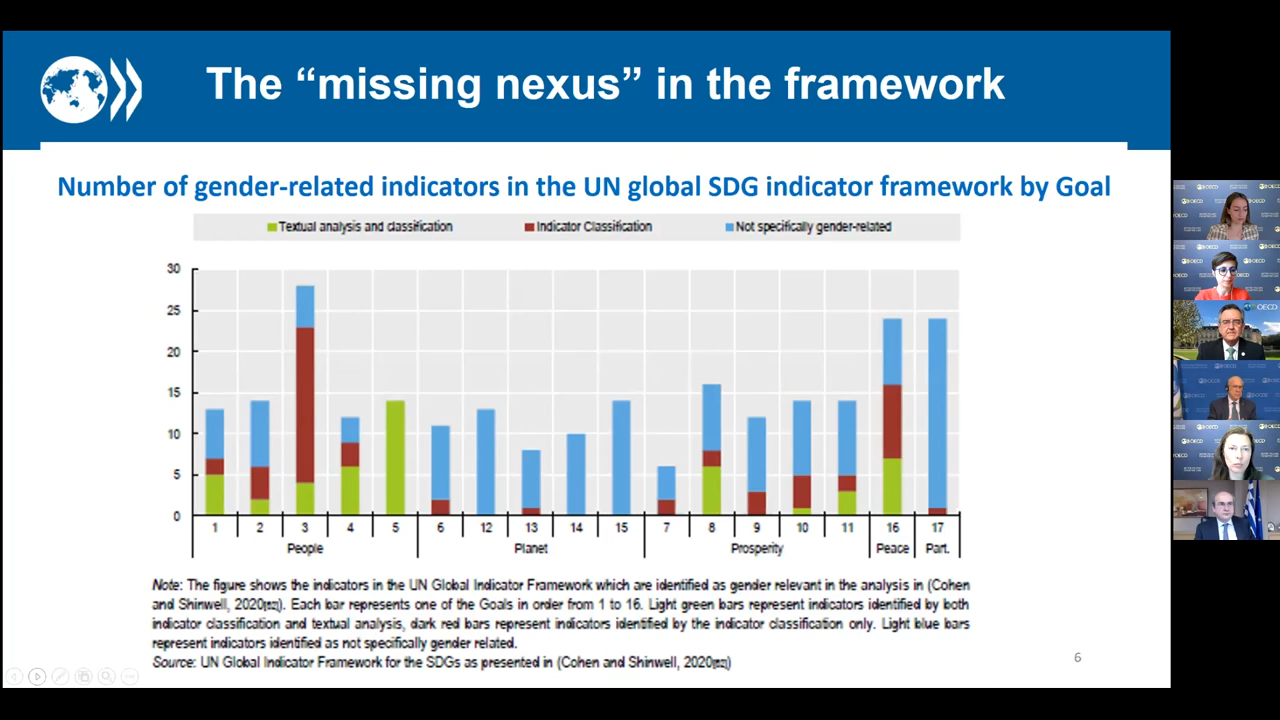 The “missing nexus” in the framework
Number of gender-related indicators in the UN global SDG indicator framework by Goal
Textual analysis and classification Indicator Classification Not specifically gender-related
30
25
20
15
10
5
0
1 2 3 4 5 6 12 13 14 15 7 8 9 10 11 16 17
People Planet Prosperity Peace Part.
Note: The figure shows the indicators in the UN Global Indicator Framework which are identified as gender relevant in the analysis in (Cohen
and Shinwell, 2020). Each bar represents one of the Goals in order from 1 to 16. Light green bars represent indicators identified by both
indicator classification and textual analysis, dark red bars represent indicators identified by the indicator classification only. Light blue bars
represent indicators identified as not specifically gender related.
Source: UN Global Indicator Framework for the SDGs as presented in (Cohen and Shinwell, 2020)
6
OECD
OECD
OECD